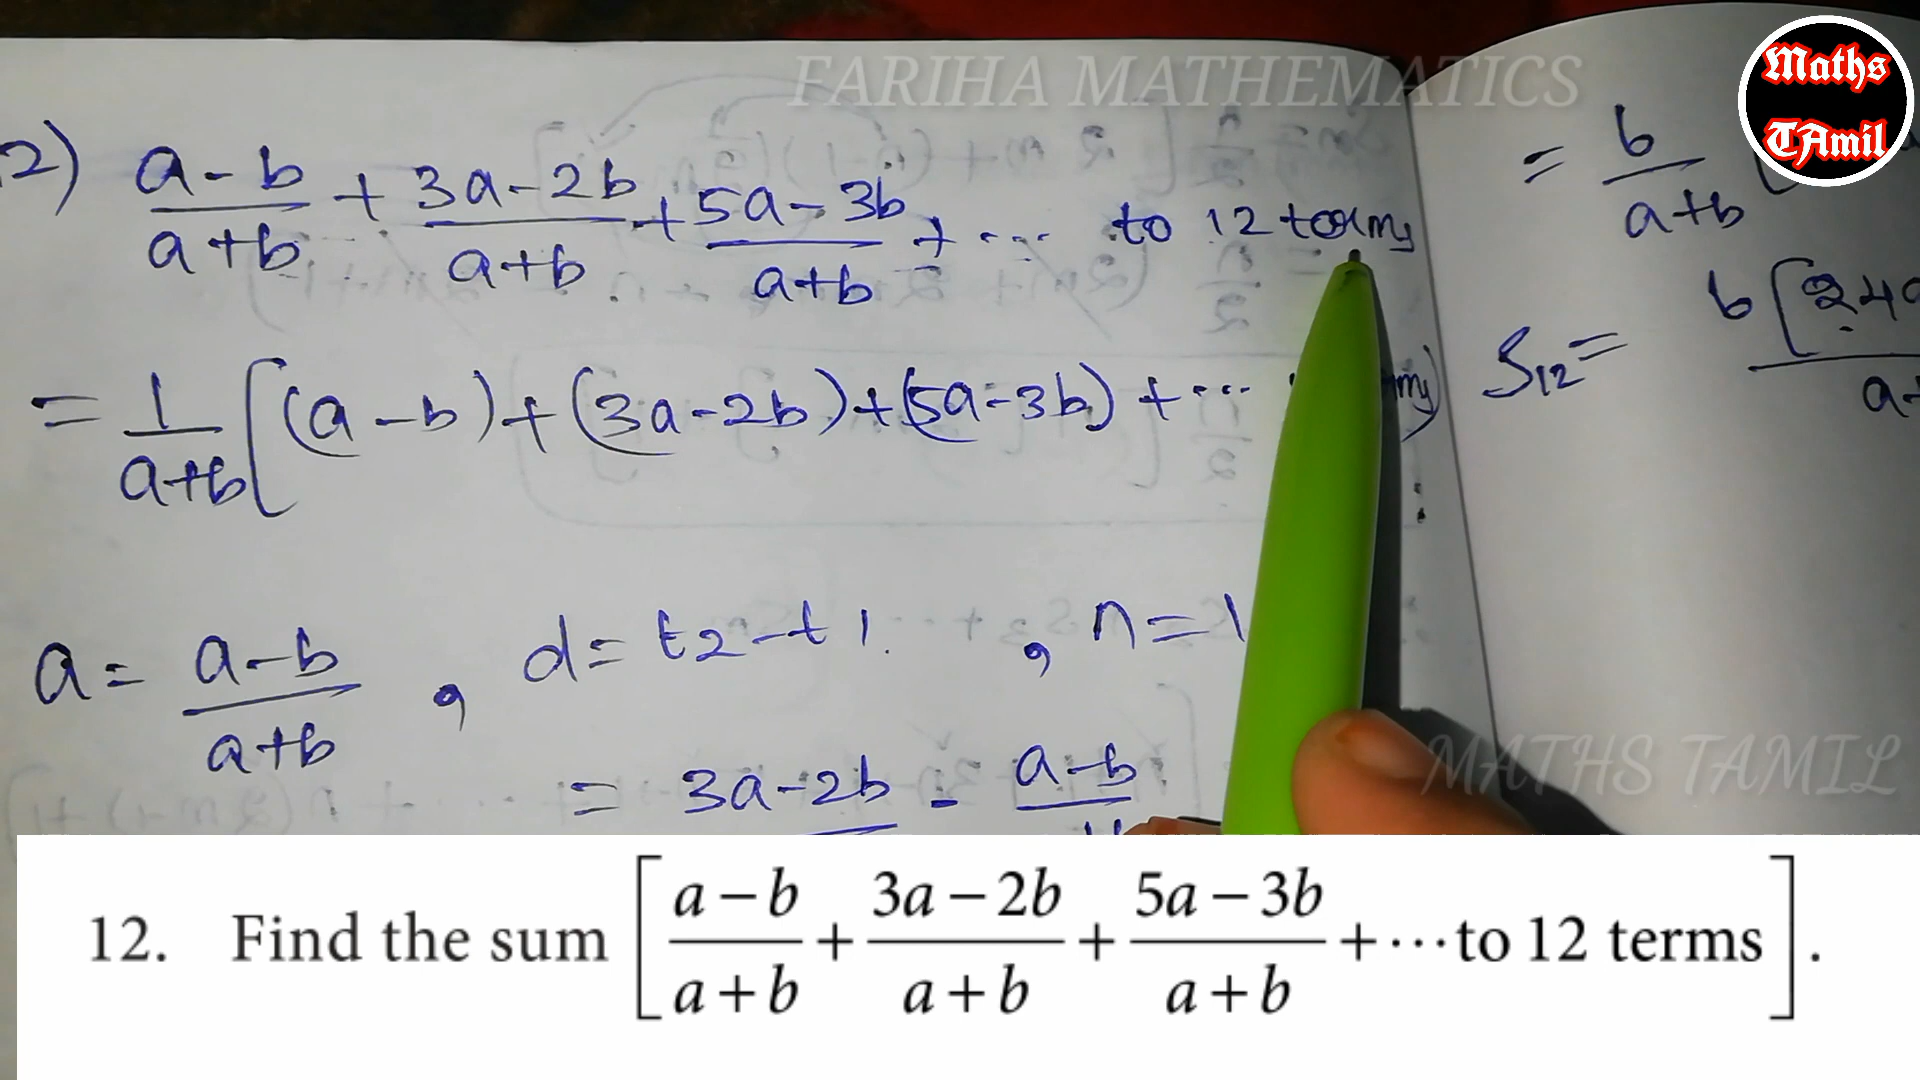 FARIHA MATHEMATICS
Maths
TAmil
2) a-b/a+b + 3a-2b/a+b + 5a-3b/a+b + ... to 12 terms
= 1/a+b [(a-b)+(3a-2b)+(5a-3b)+...
a = a-b/a+b , d = t2-t1 , n=1
= 3a-2b - a-b
= b/a+b
S12 =
MATHS TAMIL
12. Find the sum [a-b/a+b + 3a-2b/a+b + 5a-3b/a+b + ⋯ to 12 terms].